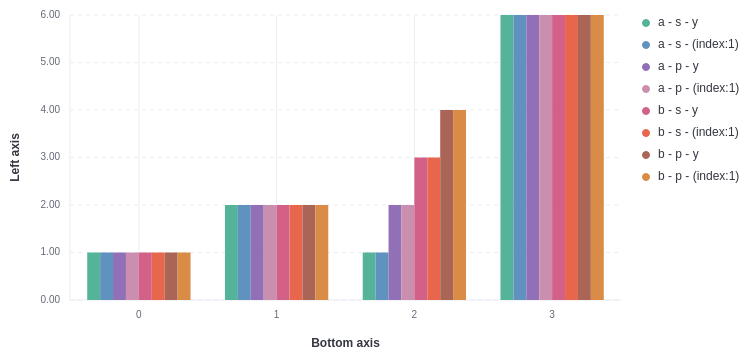 6.00
5.00
4.00
3.00
2.00
1.00
0.00
Left axis
0 1 2 3
Bottom axis
a - s - y
a - s - (index:1)
a - p - y
a - p - (index:1)
b - s - y
b - s - (index:1)
b - p - y
b - p - (index:1)